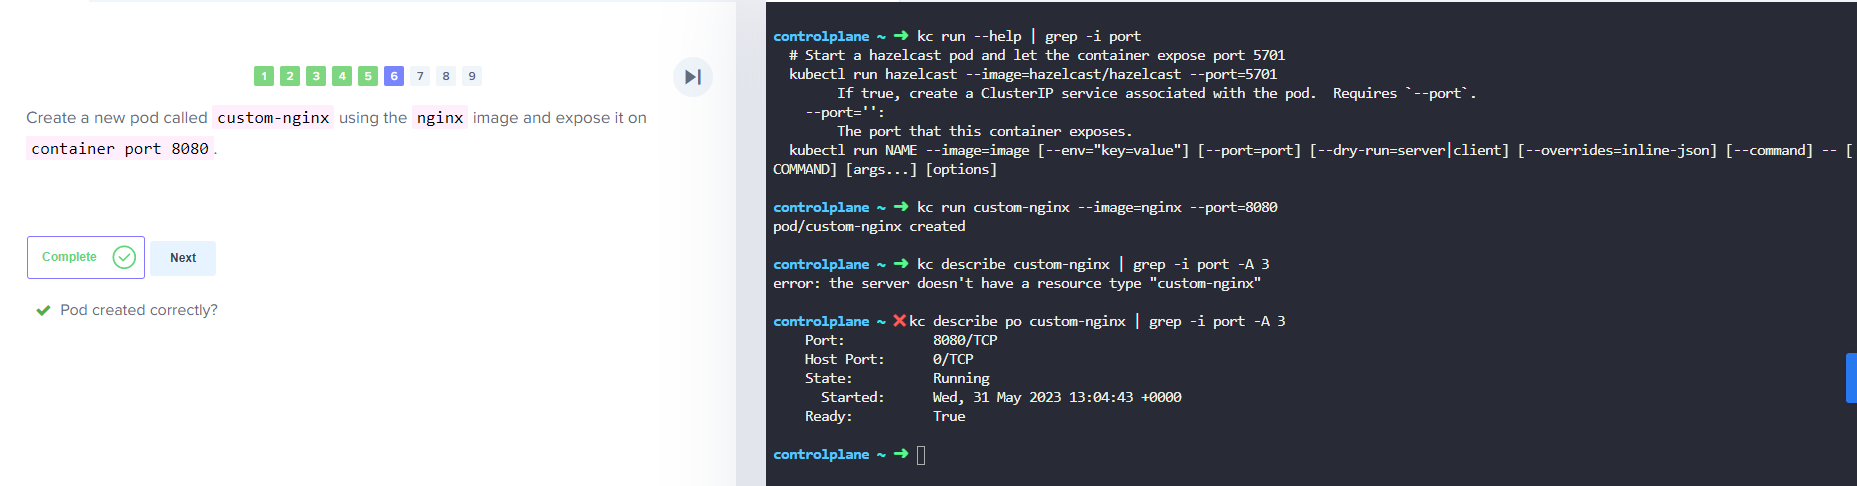 1 2 3 4 5 6 7 8 9
Create a new pod called custom-nginx using the nginx image and expose it on
container port 8080.
Complete Next
Pod created correctly?
controlplane ~ ➜ kc run --help | grep -i port
  # Start a hazelcast pod and let the container expose port 5701
  kubectl run hazelcast --image=hazelcast/hazelcast --port=5701
        If true, create a ClusterIP service associated with the pod.  Requires `--port`.
    --port='':
        The port that this container exposes.
  kubectl run NAME --image=image [--env="key=value"] [--port=port] [--dry-run=server|client] [--overrides=inline-json] [--command] -- [
COMMAND] [args...] [options]
controlplane ~ ➜ kc run custom-nginx --image=nginx --port=8080
pod/custom-nginx created
controlplane ~ ➜ kc describe custom-nginx | grep -i port -A 3
error: the server doesn't have a resource type "custom-nginx"
controlplane ~ ✖kc describe po custom-nginx | grep -i port -A 3
    Port:           8080/TCP
    Host Port:      0/TCP
    State:          Running
      Started:      Wed, 31 May 2023 13:04:43 +0000
    Ready:          True
controlplane ~ ➜